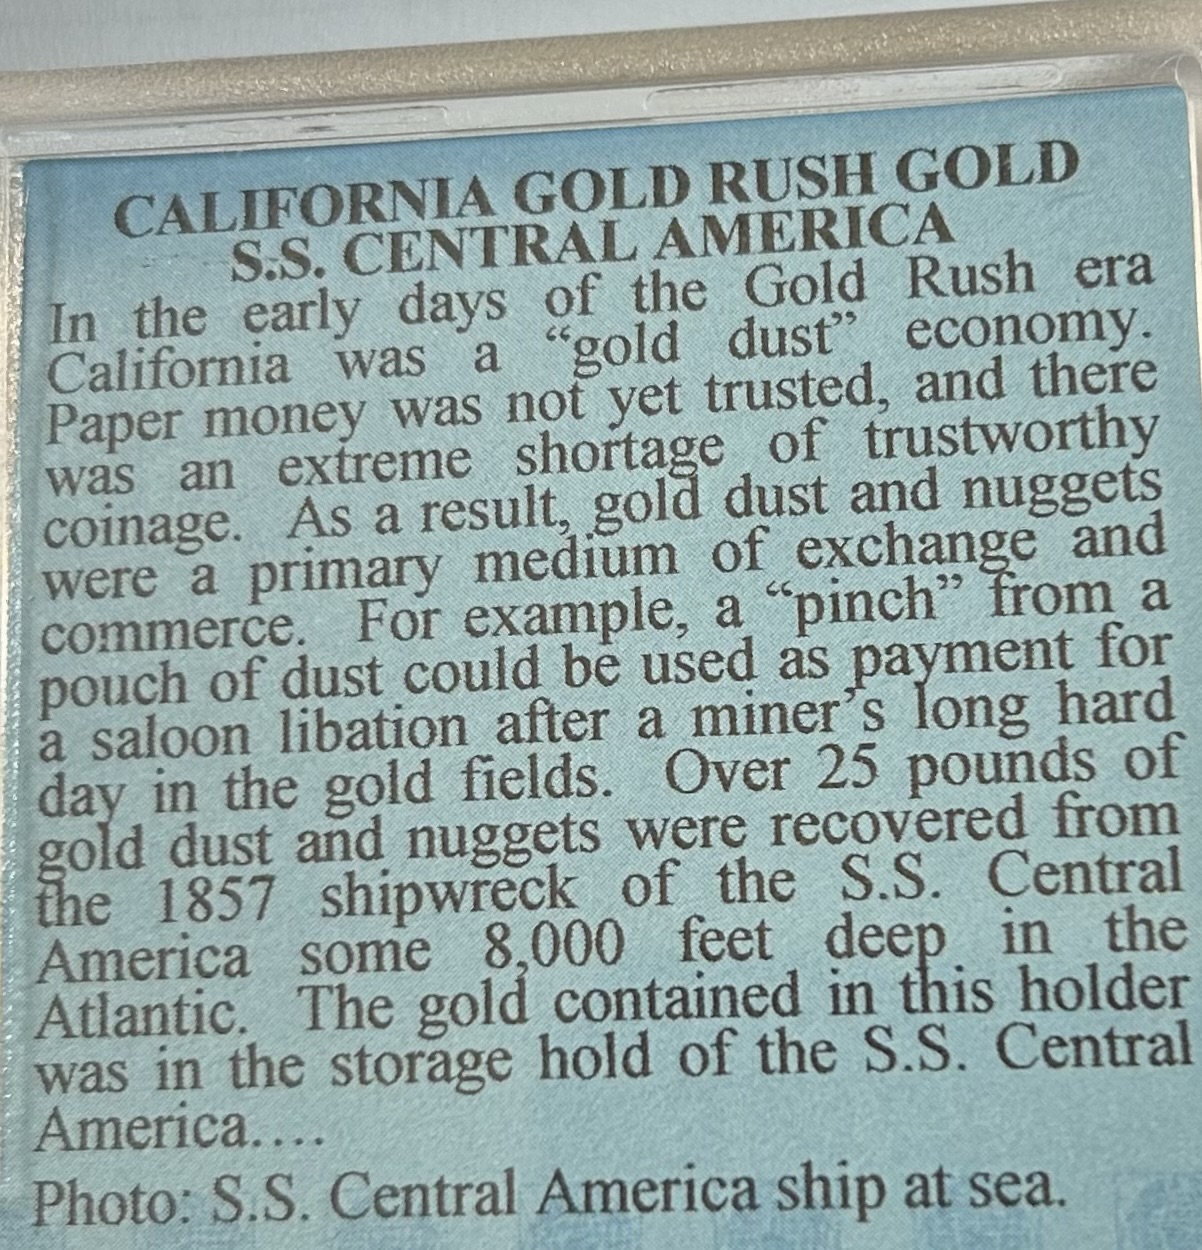 CALIFORNIA GOLD RUSH GOLD
S.S. CENTRAL AMERICA
In the early days of the Gold Rush era
California was a “gold dust” economy.
Paper money was not yet trusted, and there
was an extreme shortage of trustworthy
coinage. As a result, gold dust and nuggets
were a primary medium of exchange and
commerce. For example, a “pinch” from a
pouch of dust could be used as payment for
a saloon libation after a miner’s long hard
day in the gold fields. Over 25 pounds of
gold dust and nuggets were recovered from
the 1857 shipwreck of the S.S. Central
America some 8,000 feet deep in the
Atlantic. The gold contained in this holder
was in the storage hold of the S.S. Central
America....
Photo: S.S. Central America ship at sea.